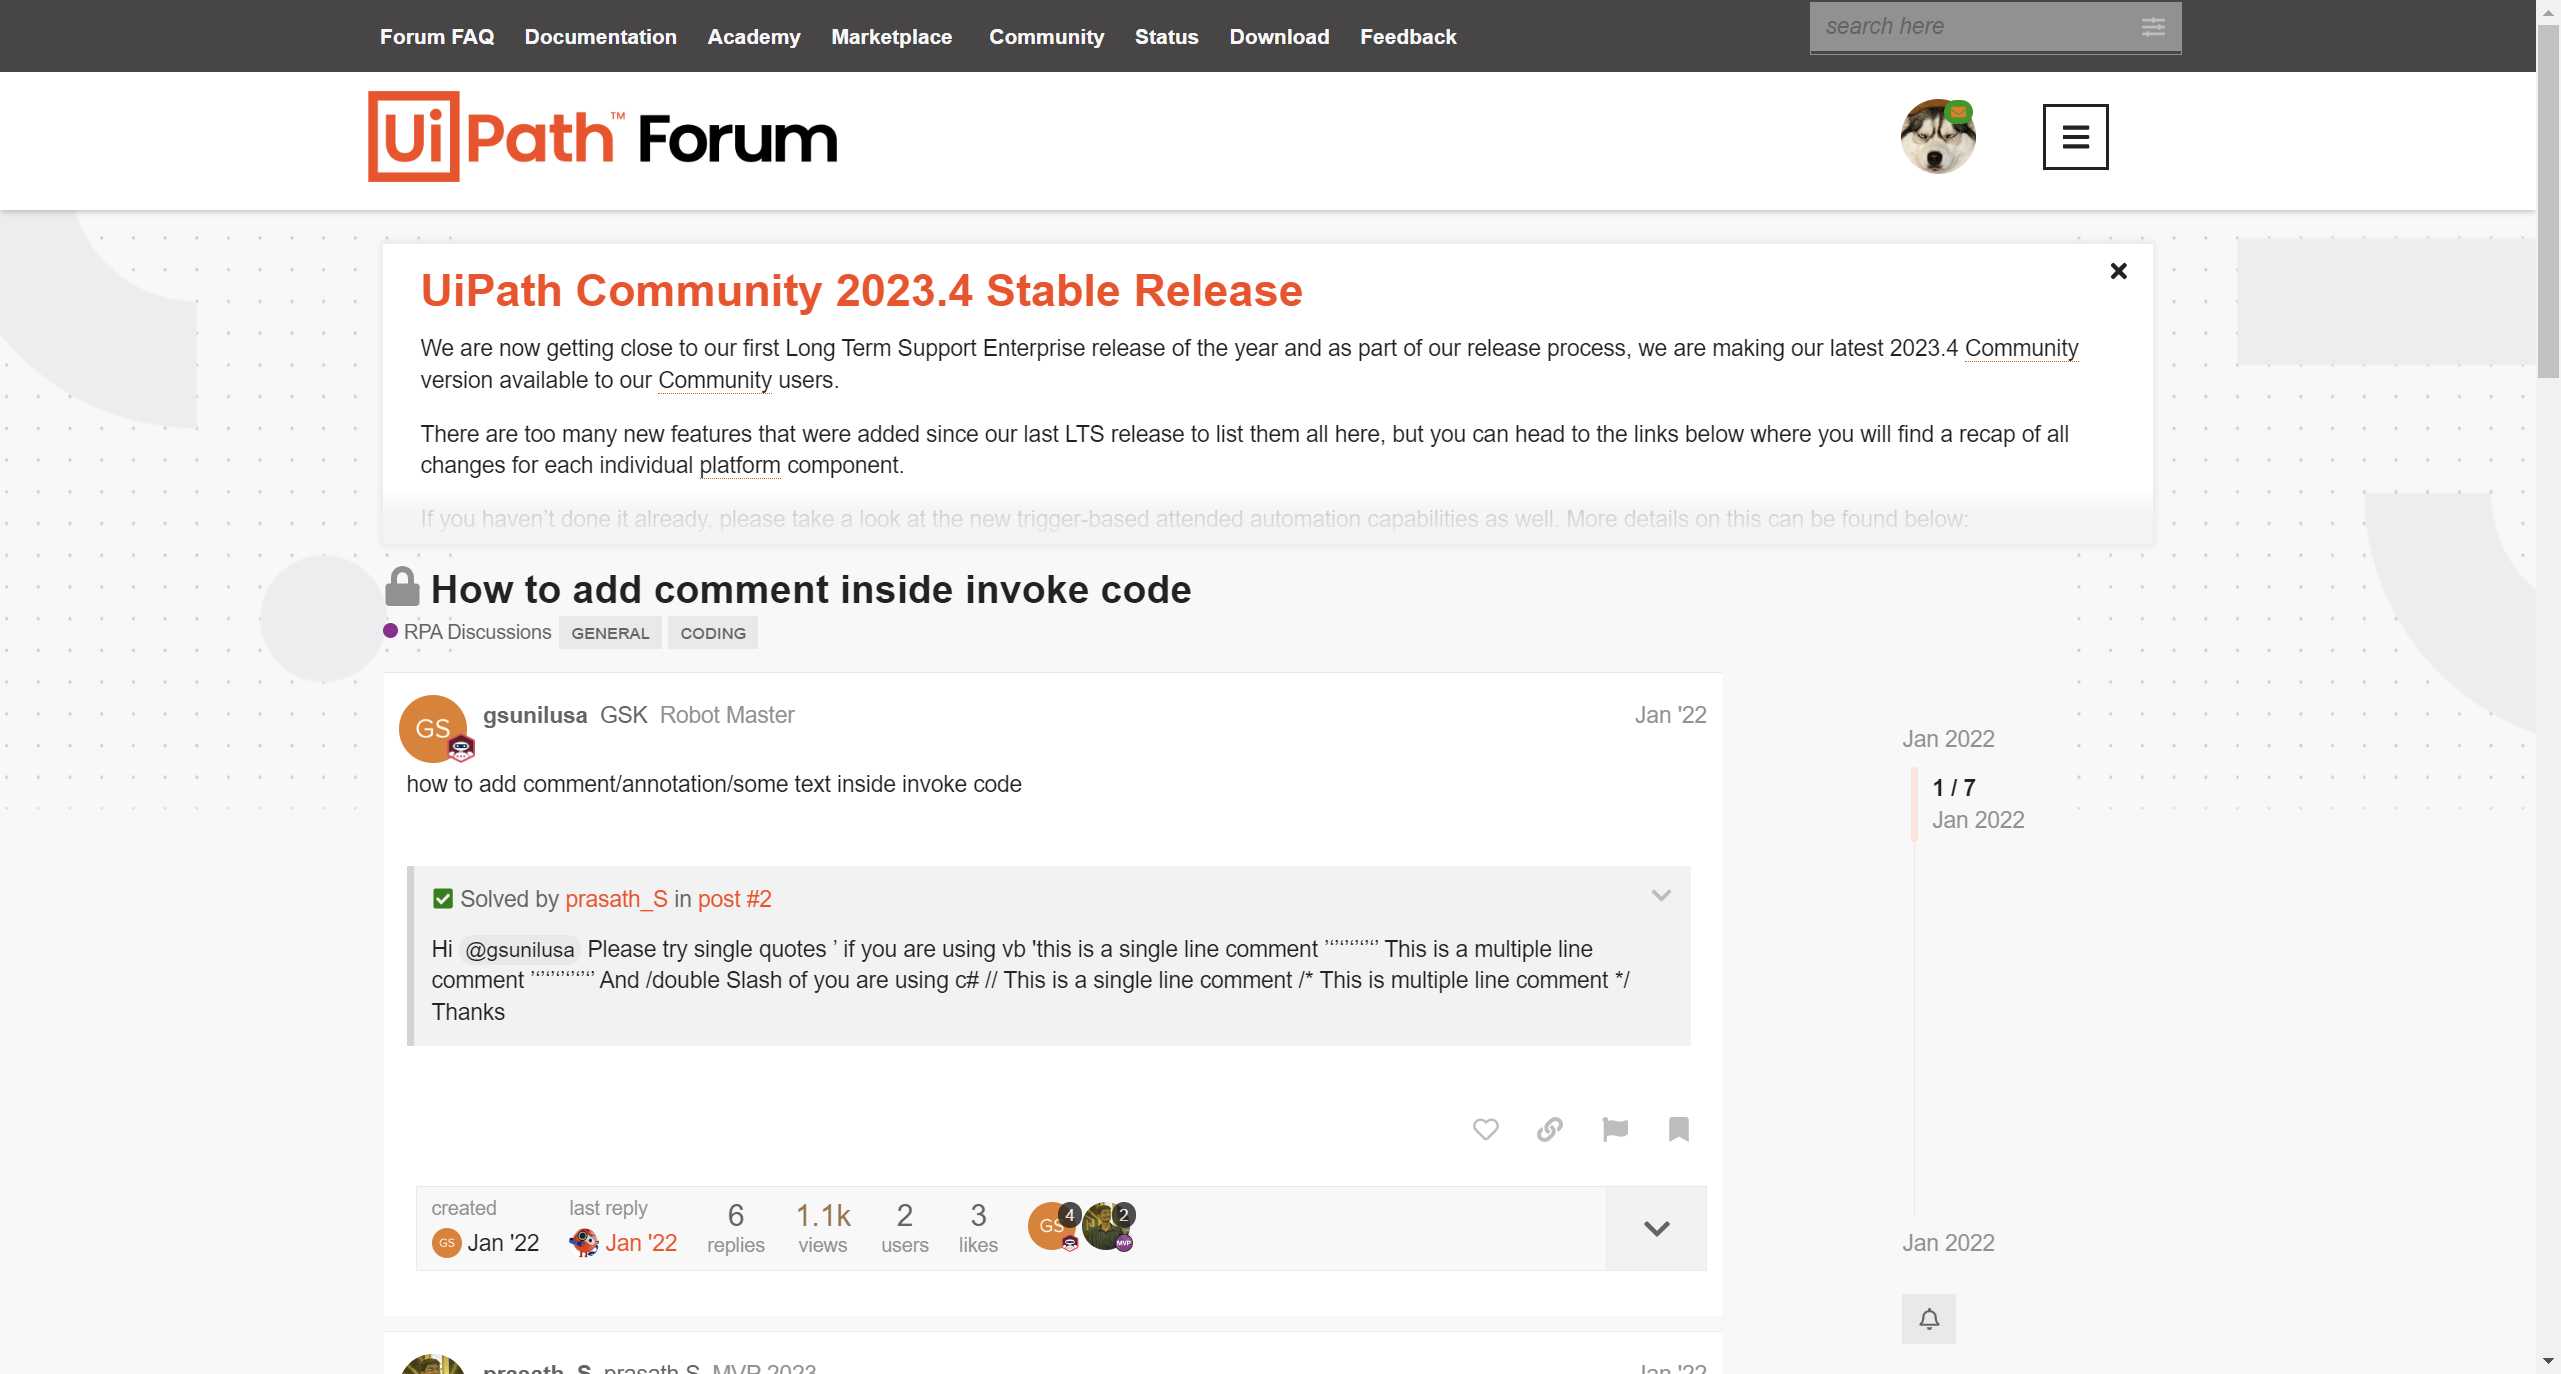 Forum FAQ Documentation Academy Marketplace Community Status Download Feedback
search here
UiPath™ Forum
UiPath Community 2023.4 Stable Release
We are now getting close to our first Long Term Support Enterprise release of the year and as part of our release process, we are making our latest 2023.4 Community
version available to our Community users.
There are too many new features that were added since our last LTS release to list them all here, but you can head to the links below where you will find a recap of all
changes for each individual platform component.
If you haven’t done it already, please take a look at the new trigger-based attended automation capabilities as well. More details on this can be found below:
How to add comment inside invoke code
RPA Discussions GENERAL CODING
GS gsunilusa GSK Robot Master Jan '22
how to add comment/annotation/some text inside invoke code
Solved by prasath_S in post #2
Hi @gsunilusa Please try single quotes ’ if you are using vb 'this is a single line comment ’‘’‘’‘’‘’‘’ This is a multiple line
comment ’‘’‘’‘’‘’‘’‘’ And /double Slash of you are using c# // This is a single line comment /* This is multiple line comment */
Thanks
created last reply 6 1.1k 2 3 GS 4 2
GS Jan '22 Jan '22 replies views users likes MVP
Jan 2022
1 / 7
Jan 2022
Jan 2022
prasath_S prasath S MVP 2023 Jan '22